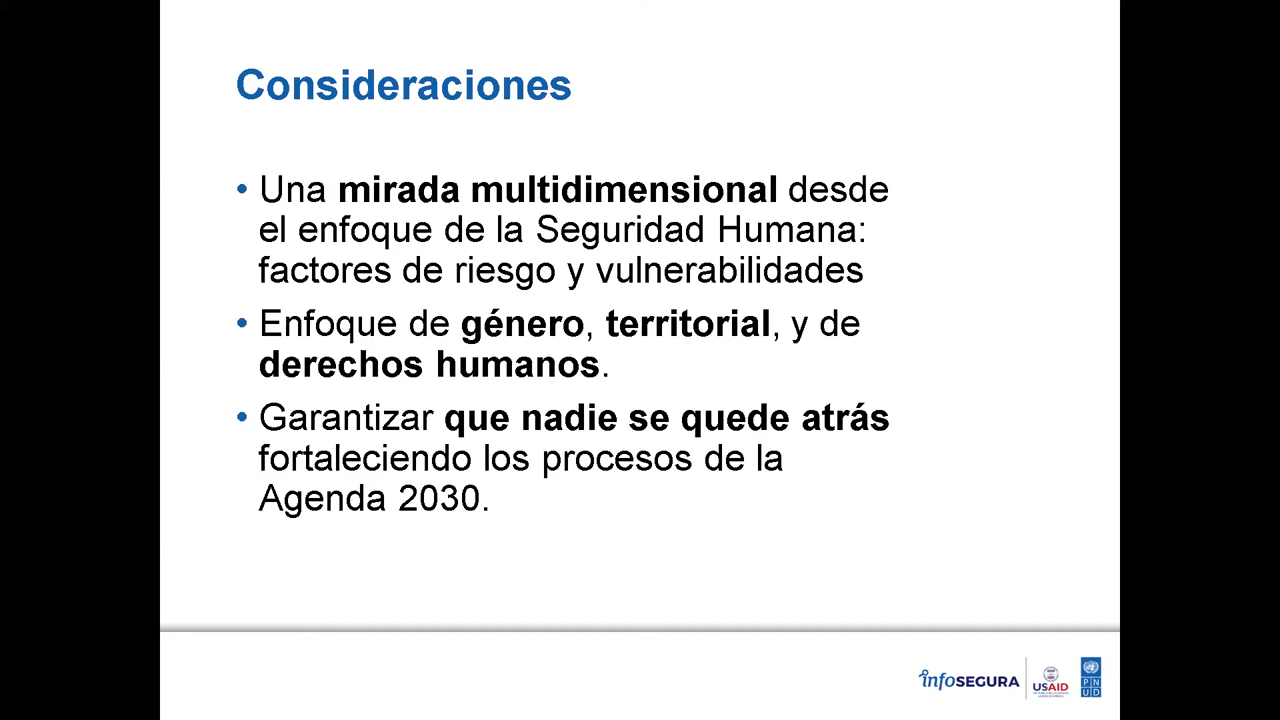 Consideraciones
• Una mirada multidimensional desde
el enfoque de la Seguridad Humana:
factores de riesgo y vulnerabilidades
• Enfoque de género, territorial, y de
derechos humanos.
• Garantizar que nadie se quede atrás
fortaleciendo los procesos de la
Agenda 2030.
infoSEGURA
USAID
P N
U D